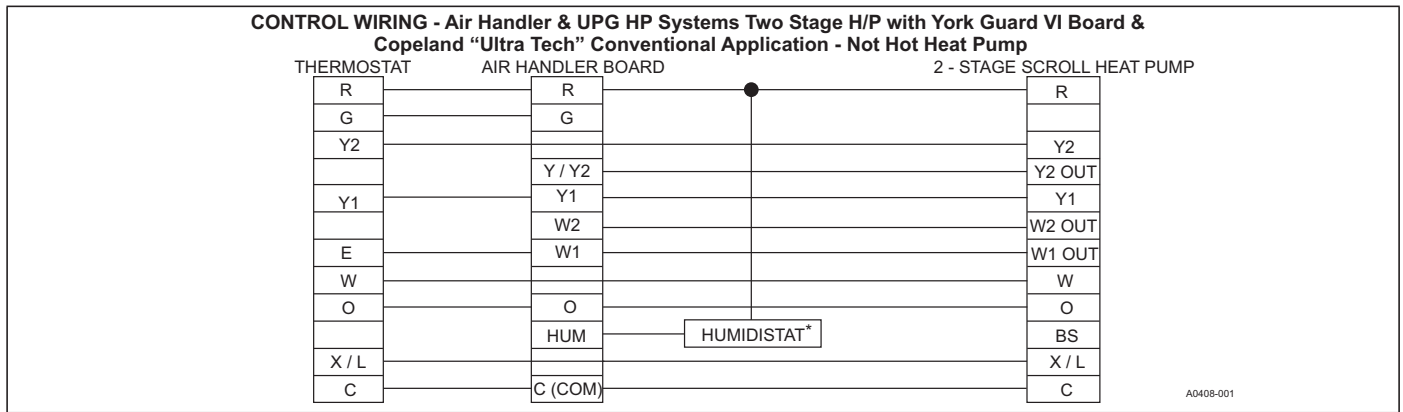 CONTROL WIRING - Air Handler & UPG HP Systems Two Stage H/P with York Guard VI Board &
Copeland “Ultra Tech” Conventional Application - Not Hot Heat Pump
THERMOSTAT AIR HANDLER BOARD 2 - STAGE SCROLL HEAT PUMP
R R R
G G
Y2 Y2
Y / Y2 Y2 OUT
Y1 Y1 Y1
W2 W2 OUT
E W1 W1 OUT
W W
O O O
HUM HUMIDISTAT* BS
X / L X / L
C C (COM) C
A0408-001